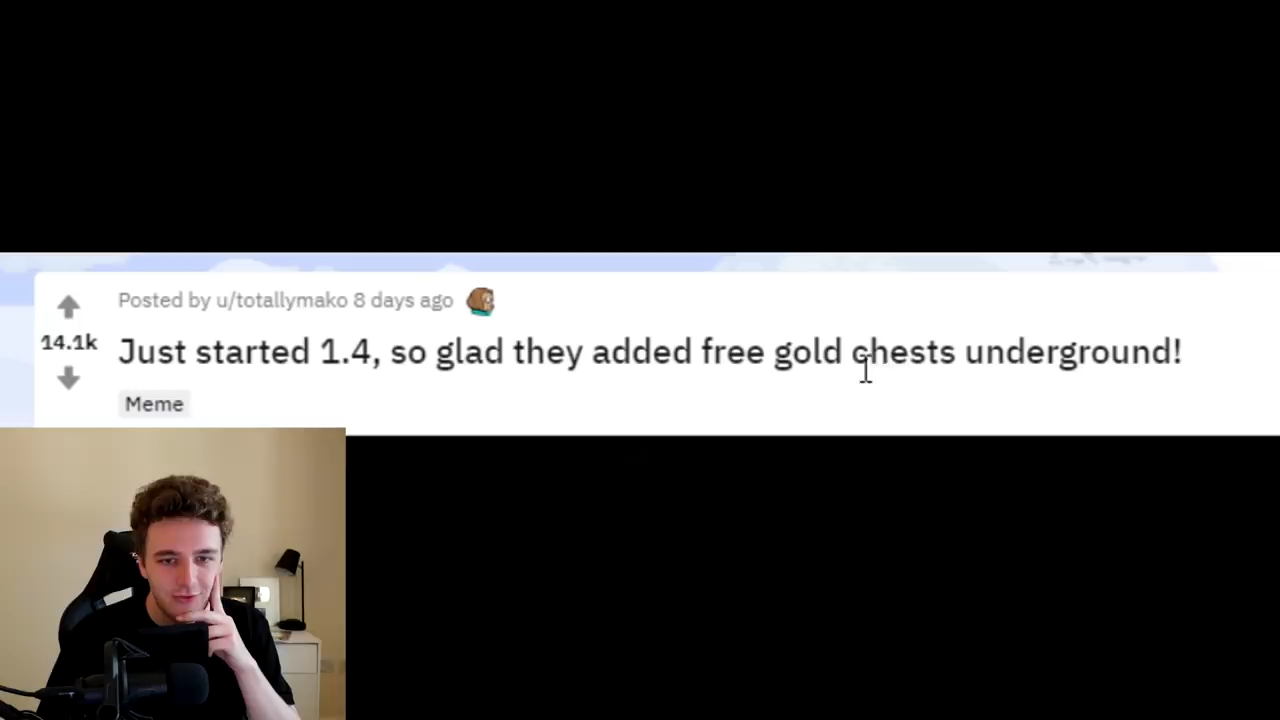 Posted by u/totallymako 8 days ago
14.1k
Just started 1.4, so glad they added free gold chests underground!
Meme